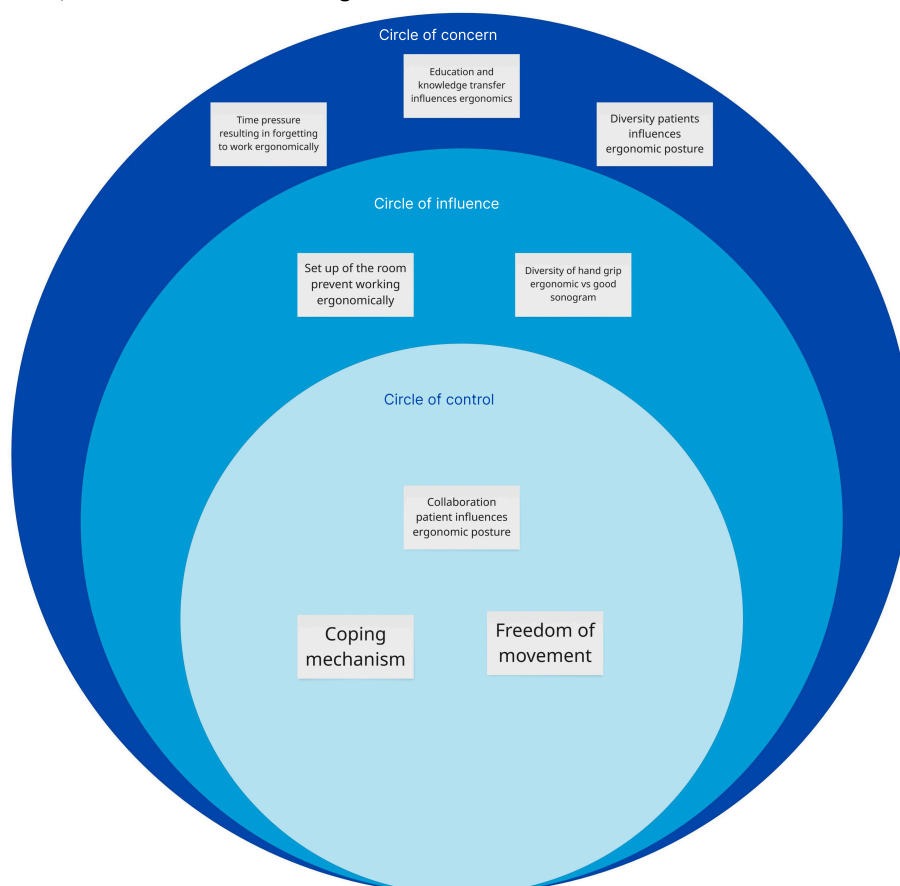 Circle of concern
Education and
knowledge transfer
influences ergonomics
Time pressure
resulting in forgetting
to work ergonomically
Diversity patients
influences
ergonomic posture
Circle of influence
Set up of the room
prevent working
ergonomically
Diversity of hand grip
ergonomic vs good
sonogram
Circle of control
Collaboration
patient influences
ergonomic posture
Coping
mechanism
Freedom of
movement